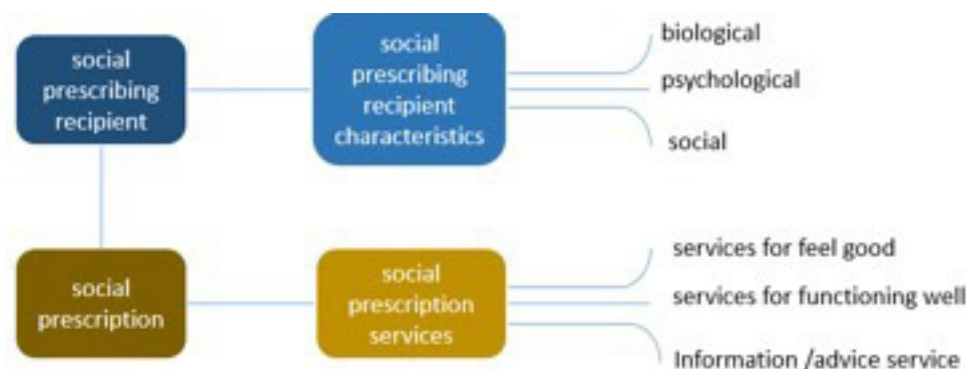 social
prescribing
recipient
social
prescribing
recipient
characteristics
biological
psychological
social
social
prescription
social
prescription
services
services for feel good
services for functioning well
Information /advice service